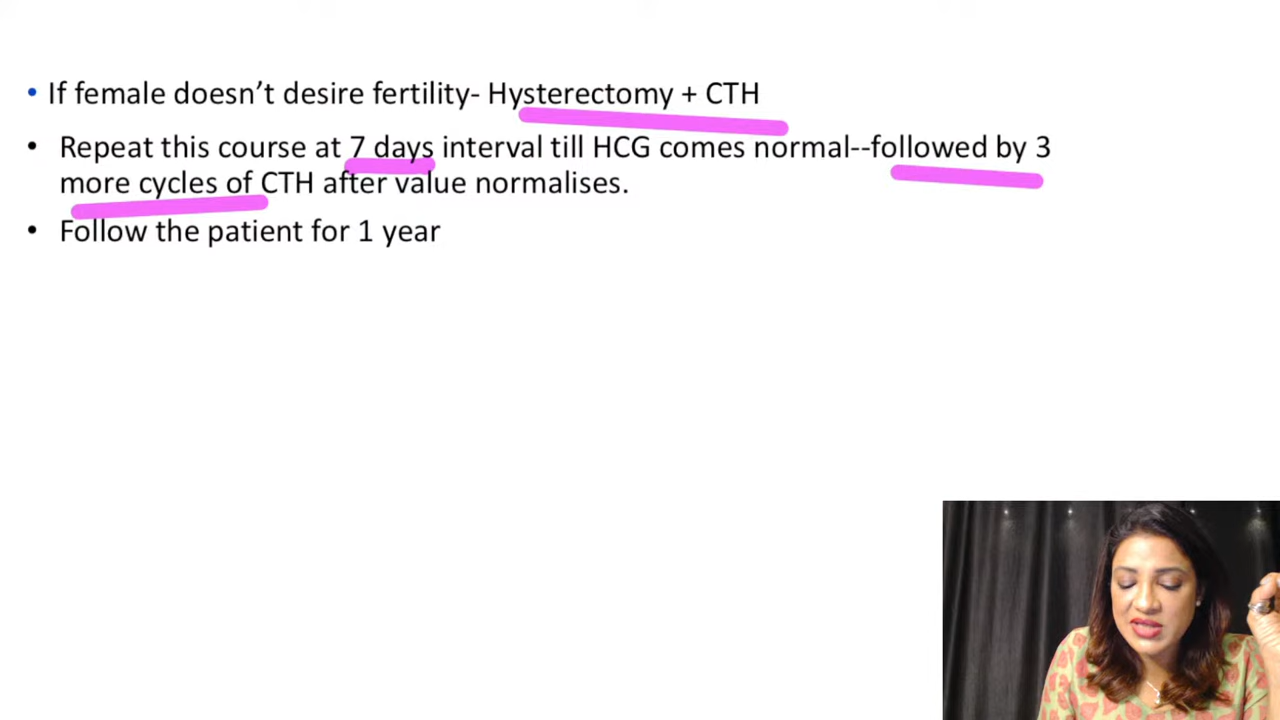 • If female doesn't desire fertility- Hysterectomy + CTH
• Repeat this course at 7 days interval till HCG comes normal--followed by 3
more cycles of CTH after value normalises.
• Follow the patient for 1 year